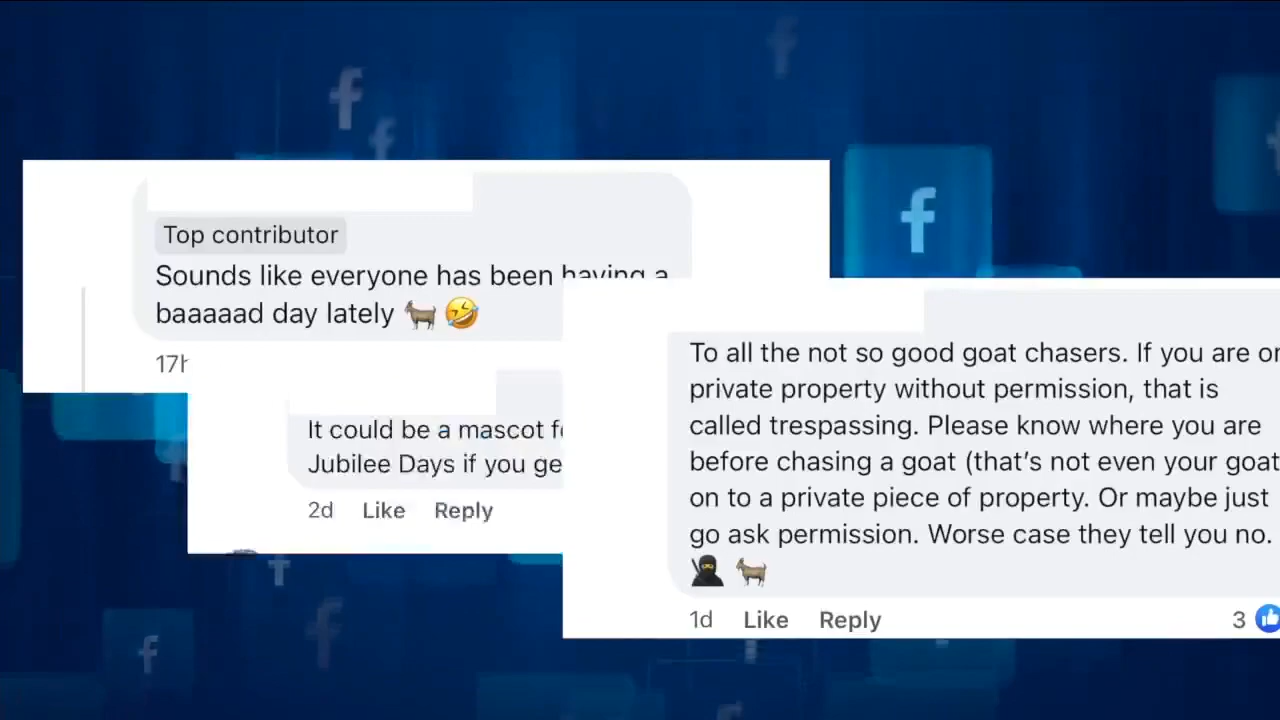 Top contributor
Sounds like everyone has been having a
baaaaad day lately 🐐 🤣
It could be a mascot
Jubilee Days if you
2d Like Reply
To all the not so good goat chasers. If you are
private property without permission, that is
called trespassing. Please know where you are
before chasing a goat (that's not even your goat
on to a private piece of property. Or maybe just
go ask permission. Worse case they tell you no.
🥷 🐐
1d Like Reply 3